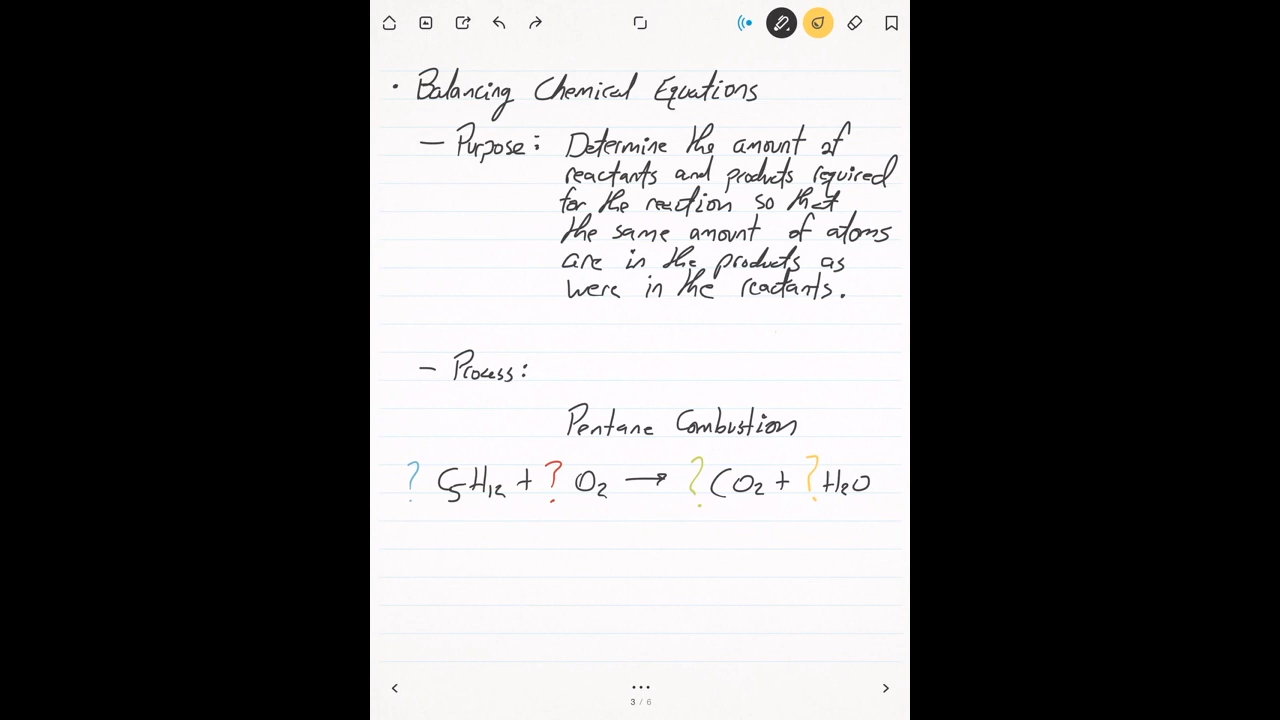 • Balancing Chemical Equations
— Purpose: Determine the amount of
reactants and products required
for the reaction so that
the same amount of atoms
are in the products as
were in the reactants.
— Process:
Pentane Combustion
? C₅H₁₂ + ? O₂ → ? CO₂ + ? H₂O
3 / 6